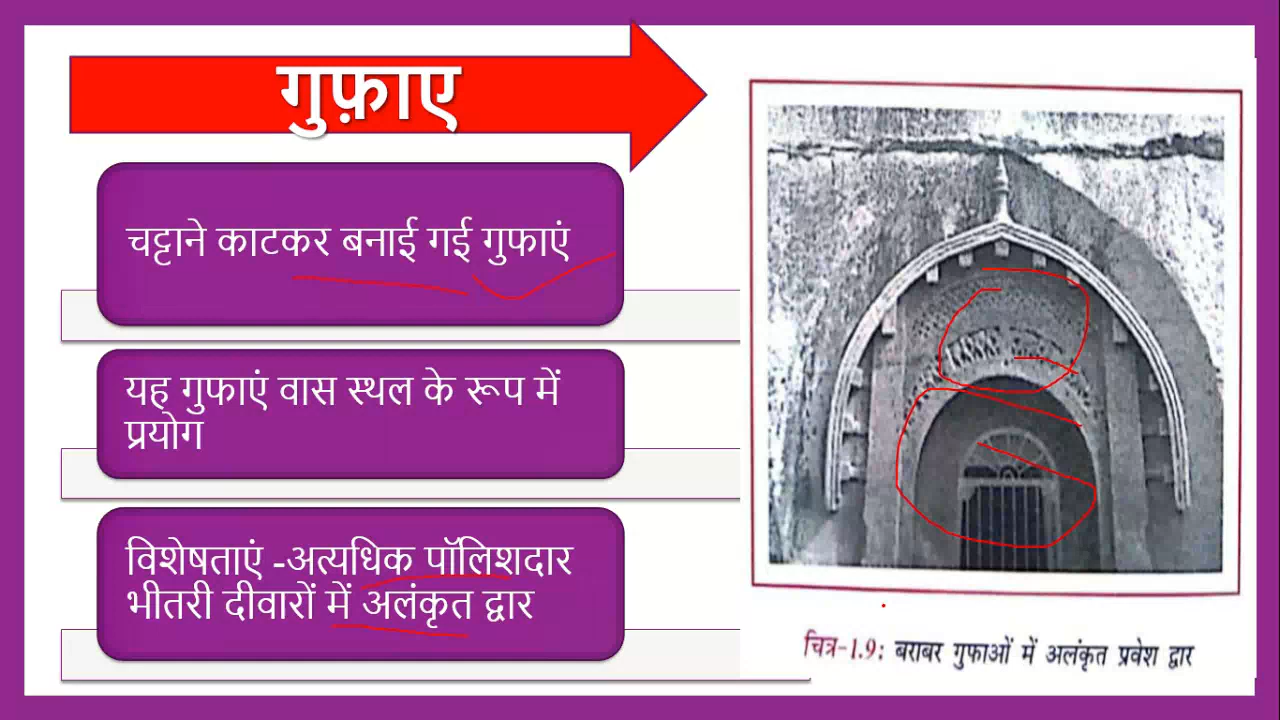 गुफ़ाए
चट्टाने काटकर बनाई गई गुफाएं
यह गुफाएं वास स्थल के रूप में
प्रयोग
विशेषताएं -अत्यधिक पॉलिशदार
भीतरी दीवारों में अलंकृत द्वार
चित्र-1.9: बराबर गुफाओं में अलंकृत प्रवेश द्वार